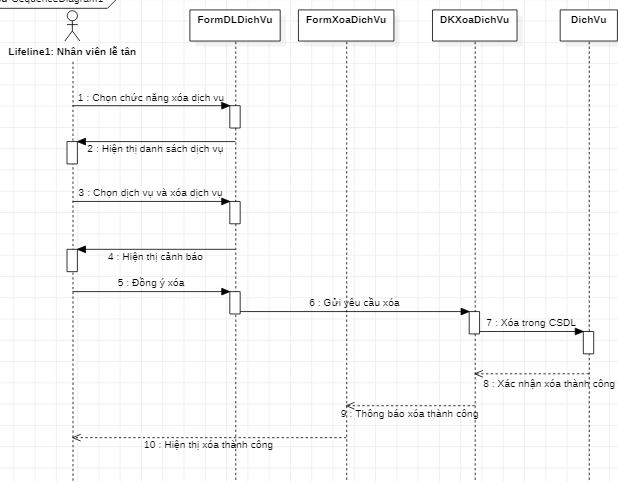 SequenceDiagram1
FormDLDichVu
FormXoaDichVu
DKXoaDichVu
DichVu
Lifeline1: Nhân viên lễ tân
1 : Chọn chức năng xóa dịch vụ
2 : Hiện thị danh sách dịch vụ
3 : Chọn dịch vụ và xóa dịch vụ
4 : Hiện thị cảnh báo
5 : Đồng ý xóa
6 : Gửi yêu cầu xóa
7 : Xóa trong CSDL
8 : Xác nhận xóa thành công
9 : Thông báo xóa thành công
10 : Hiện thị xóa thành công